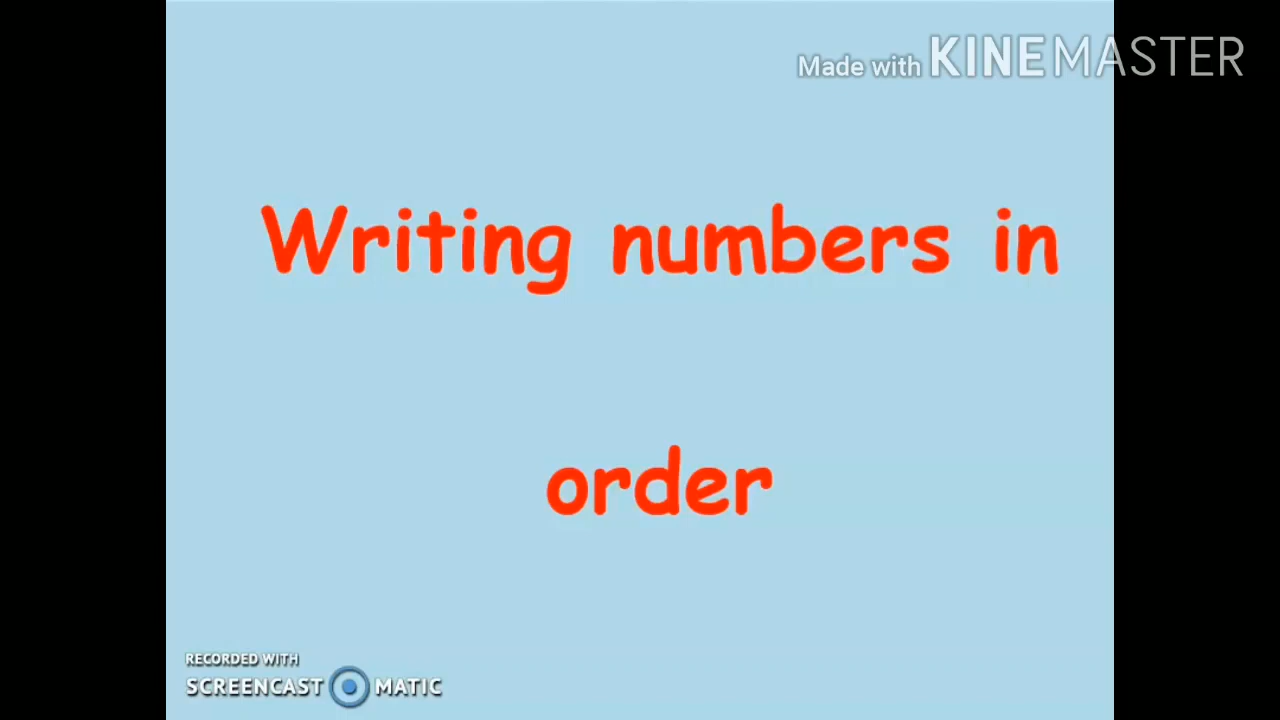 Made with KINEMASTER
Writing numbers in
order
RECORDED WITH
SCREENCAST MATIC